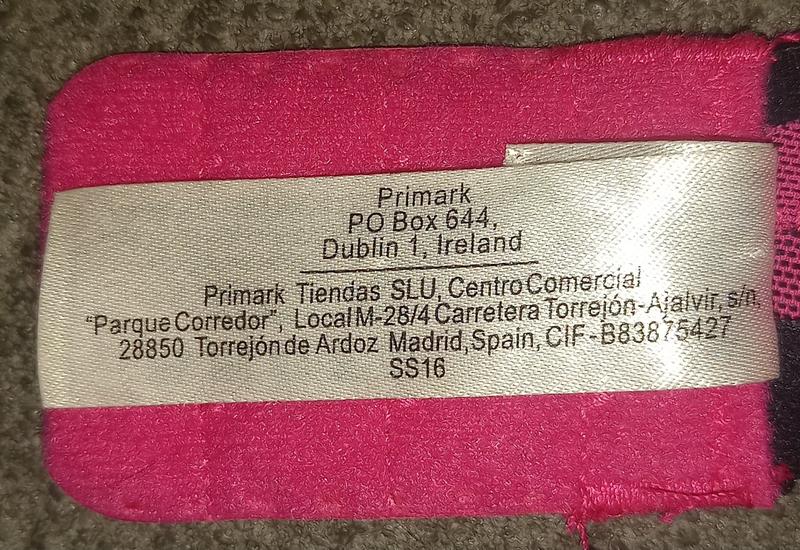 Primark
PO Box 644,
Dublin 1, Ireland
Primark Tiendas SLU, Centro Comercial
“Parque Corredor”, Local M-28/4 Carretera Torrejón-Ajalvir, s/n,
28850 Torrejón de Ardoz Madrid, Spain, CIF-B83875427
SS16